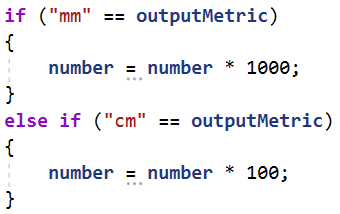 if ("mm" == outputMetric)
{
    number = number * 1000;
}
else if ("cm" == outputMetric)
{
    number = number * 100;
}